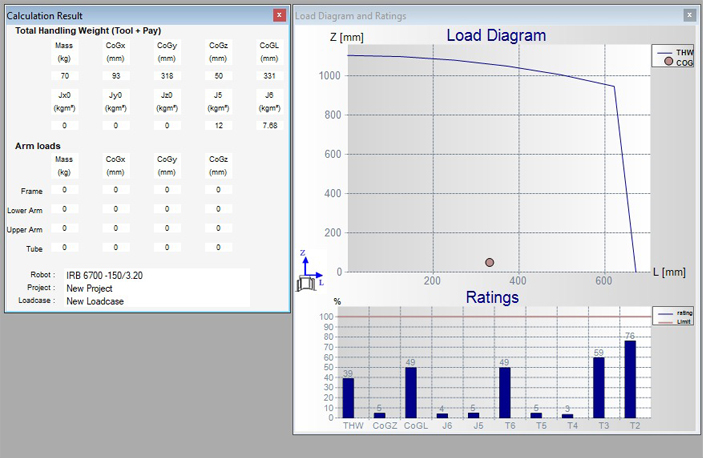 Calculation Result
Total Handling Weight (Tool + Pay)
Mass CoGx CoGy CoGz CoGL
(kg) (mm) (mm) (mm) (mm)
70 93 318 50 331
Jx0 Jy0 Jz0 J5 J6
(kgm²) (kgm²) (kgm²) (kgm²) (kgm²)
0 0 0 12 7.68
Arm loads
Mass CoGx CoGy CoGz
(kg) (mm) (mm) (mm)
Frame 0 0 0 0
Lower Arm 0 0 0 0
Upper Arm 0 0 0 0
Tube 0 0 0 0
Robot : IRB 6700 -150/3.20
Project : New Project
Loadcase : New Loadcase
Load Diagram and Ratings
Z [mm] Load Diagram
THW
COG
1000
800
600
400
200
0
200 400 600 L [mm]
Z
L
Ratings
%
rating
Limit
100
90
80
70
60
50
40
30
20
10
0
39 5 49 4 5 49 5 3 59 76
THW CoGZ CoGL J6 J5 T6 T5 T4 T3 T2